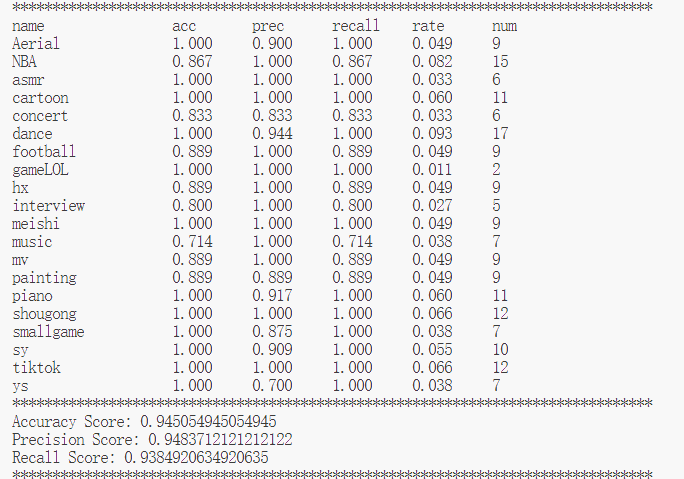 ********************************************************************************
name acc prec recall rate num
Aerial 1.000 0.900 1.000 0.049 9
NBA 0.867 1.000 0.867 0.082 15
asmr 1.000 1.000 1.000 0.033 6
cartoon 1.000 1.000 1.000 0.060 11
concert 0.833 0.833 0.833 0.033 6
dance 1.000 0.944 1.000 0.093 17
football 0.889 1.000 0.889 0.049 9
gameLOL 1.000 1.000 1.000 0.011 2
hx 0.889 1.000 0.889 0.049 9
interview 0.800 1.000 0.800 0.027 5
meishi 1.000 1.000 1.000 0.049 9
music 0.714 1.000 0.714 0.038 7
mv 0.889 1.000 0.889 0.049 9
painting 0.889 0.889 0.889 0.049 9
piano 1.000 0.917 1.000 0.060 11
shougong 1.000 1.000 1.000 0.066 12
smallgame 1.000 0.875 1.000 0.038 7
sy 1.000 0.909 1.000 0.055 10
tiktok 1.000 1.000 1.000 0.066 12
ys 1.000 0.700 1.000 0.038 7
********************************************************************************
Accuracy Score: 0.945054945054945
Precision Score: 0.9483712121212122
Recall Score: 0.9384920634920635
********************************************************************************